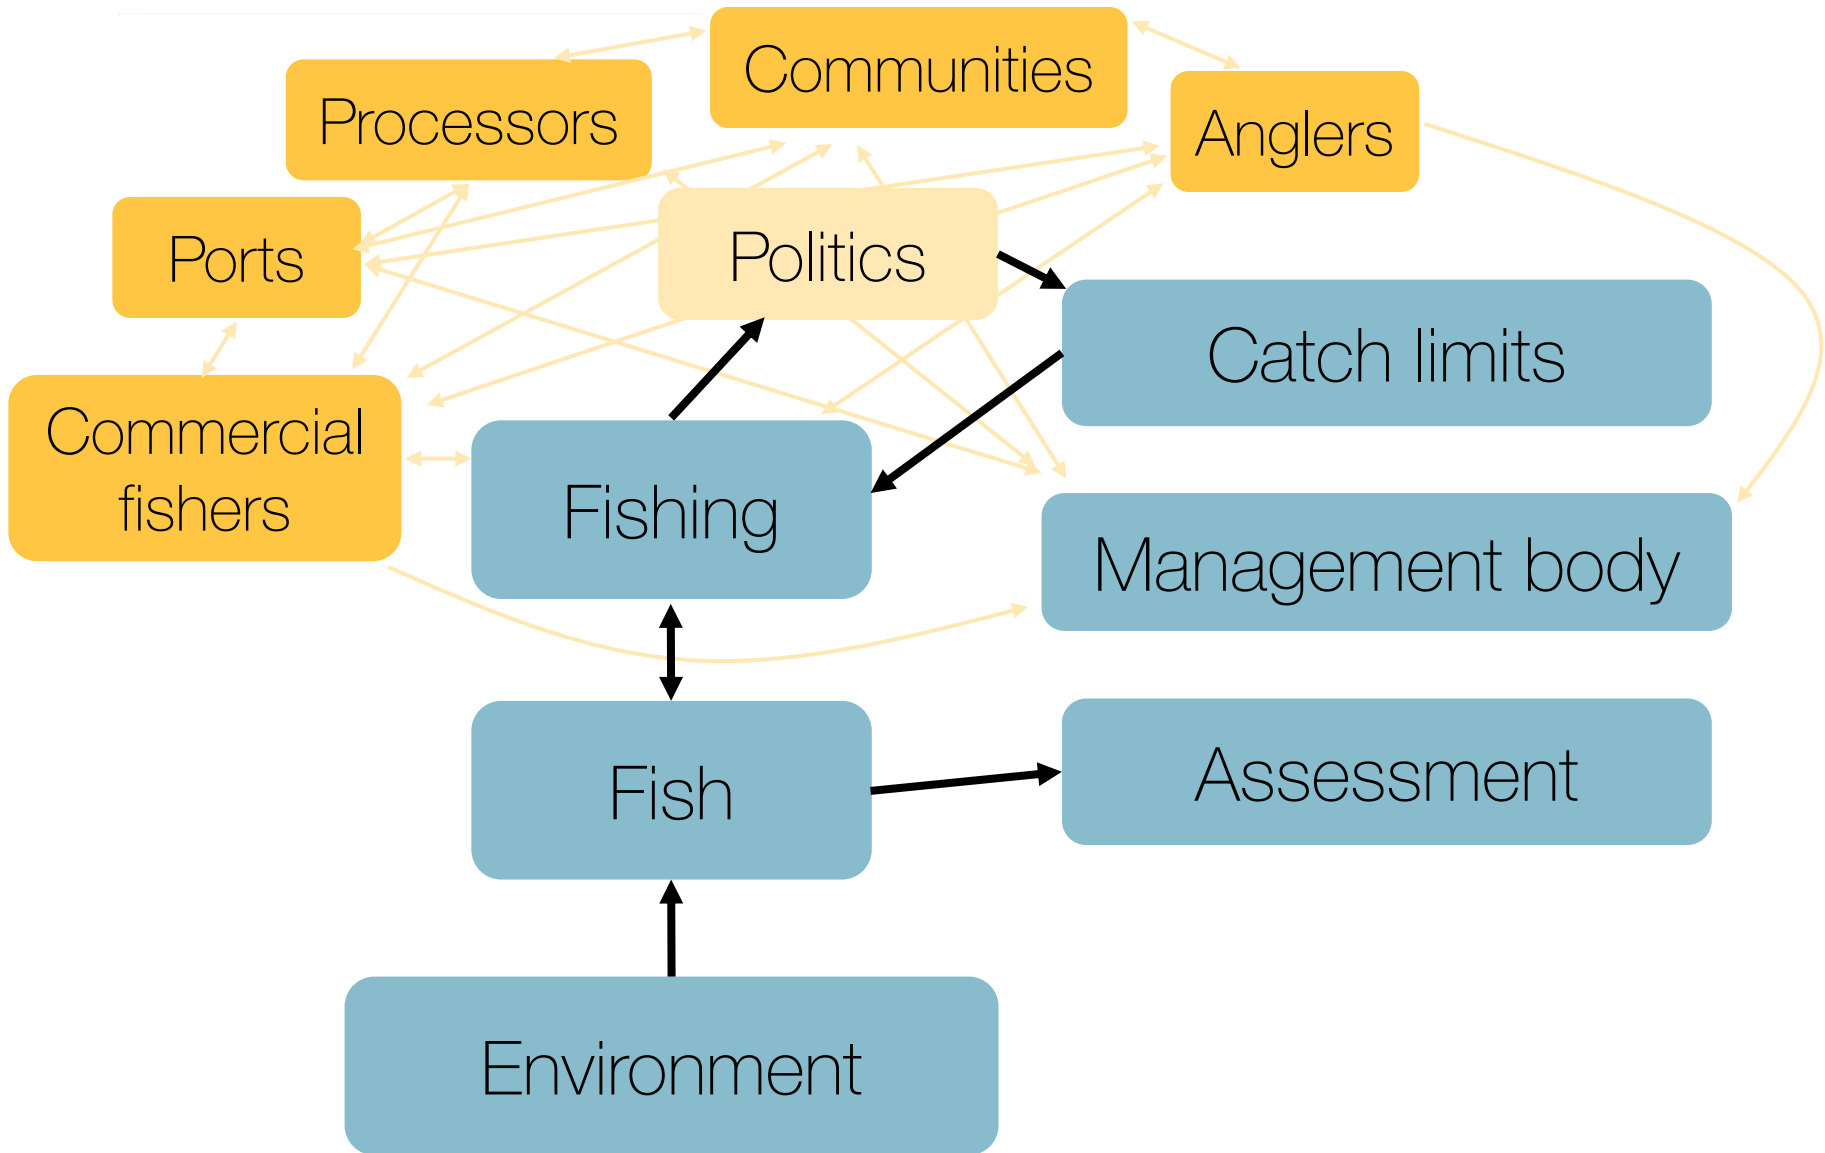 Communities
Processors
Anglers
Ports
Politics
Catch limits
Commercial
fishers
Fishing
Management body
Fish
Assessment
Environment